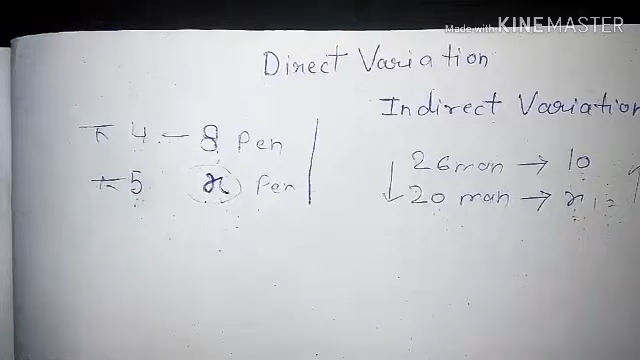 Made with KINEMASTER
Direct Variation
Indirect Variation
₹ 4 — 8 Pen
₹ 5 x Pen
26 man → 10
20 man → x